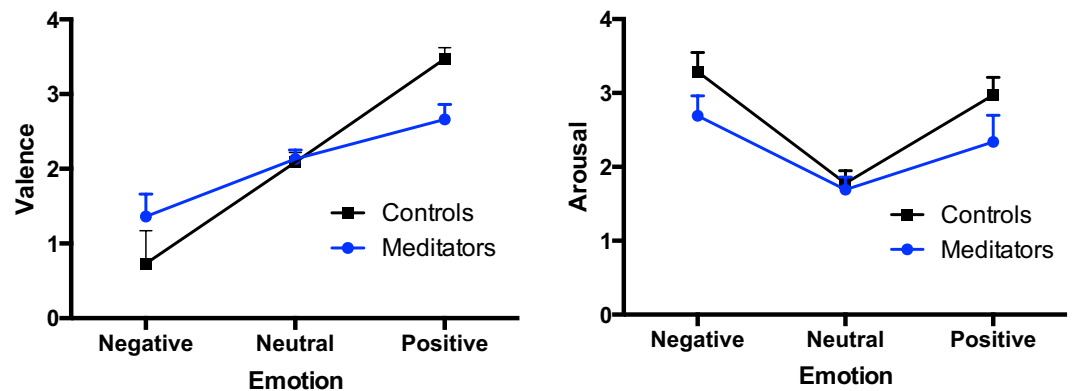 4
3
2
1
0
Valence
Controls
Meditators
Negative
Neutral
Positive
Emotion
4
3
2
1
0
Arousal
Controls
Meditators
Negative
Neutral
Positive
Emotion